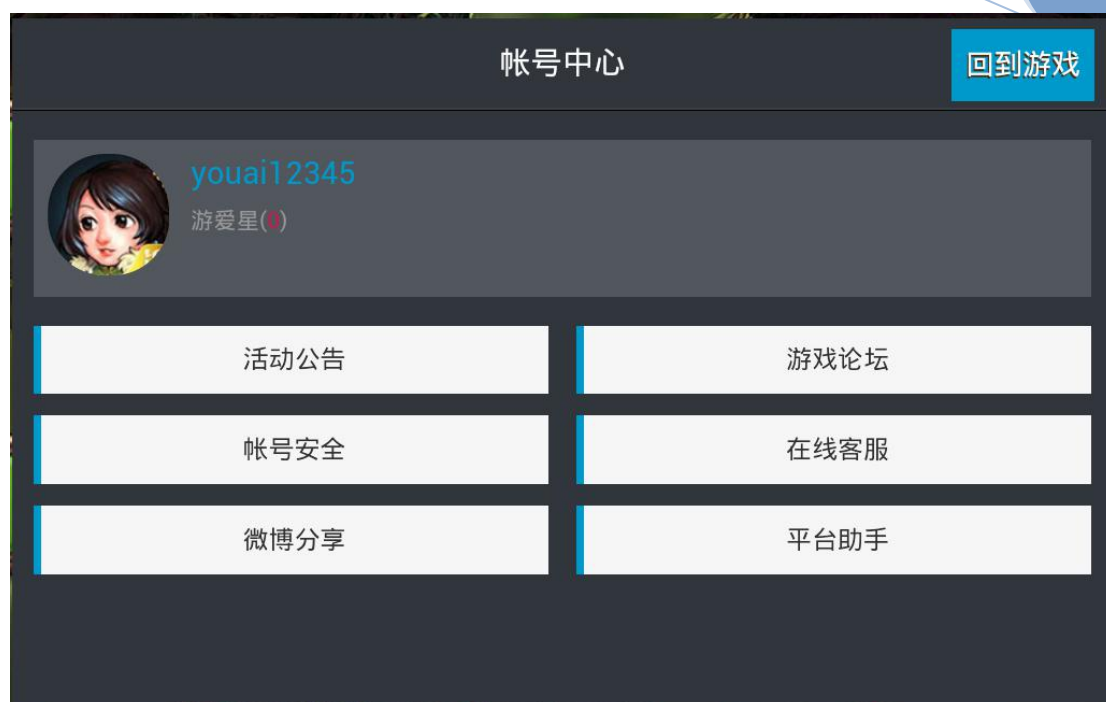 帐号中心
回到游戏
youai12345
游爱星(0)
活动公告
游戏论坛
帐号安全
在线客服
微博分享
平台助手